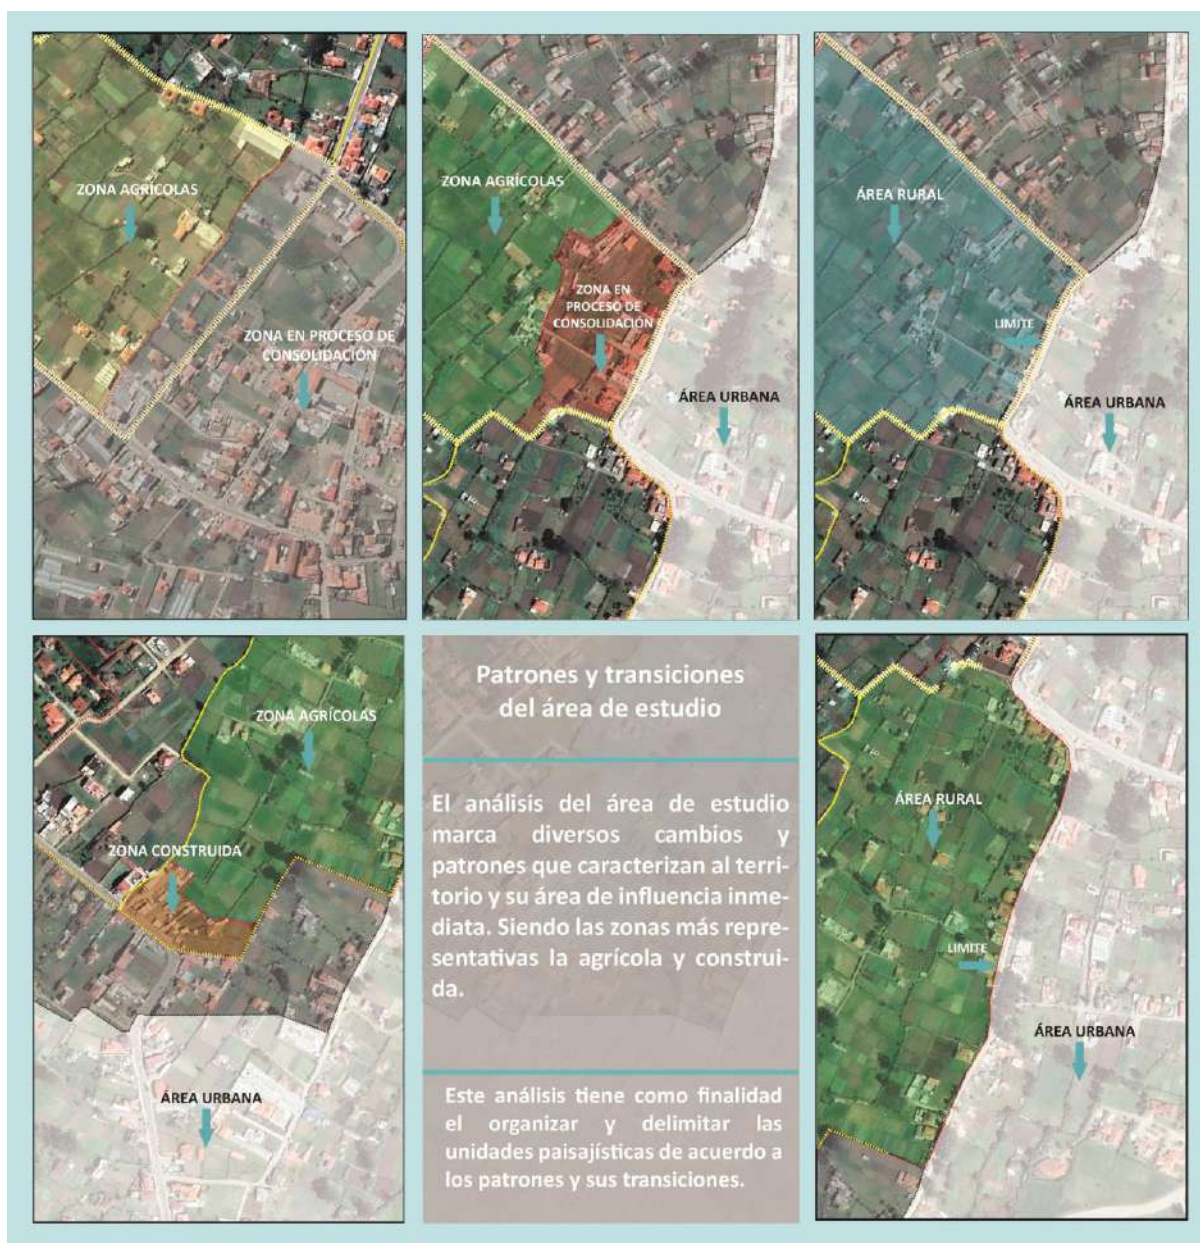 ZONA AGRÍCOLAS
ZONA EN PROCESO DE
CONSOLIDACIÓN
ZONA AGRÍCOLAS
ZONA EN
PROCESO DE
CONSOLIDACIÓN
ÁREA URBANA
ÁREA RURAL
LIMITE
ÁREA URBANA
ZONA AGRÍCOLAS
ZONA CONSTRUIDA
ÁREA URBANA
Patrones y transiciones
del área de estudio
El análisis del área de estudio
marca diversos cambios y
patrones que caracterizan al terri-
torio y su área de influencia inme-
diata. Siendo las zonas más repre-
sentativas la agrícola y construi-
da.
Este análisis tiene como finalidad
el organizar y delimitar las
unidades paisajísticas de acuerdo a
los patrones y sus transiciones.
ÁREA RURAL
LIMITE
ÁREA URBANA